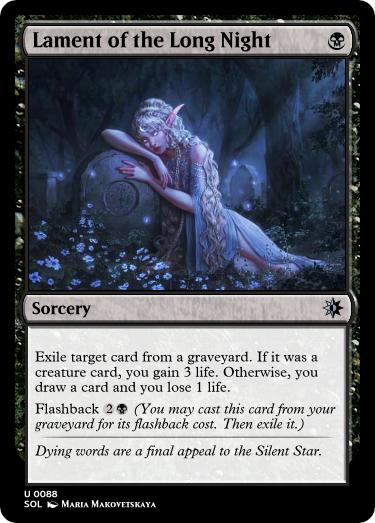 Lament of the Long Night
Sorcery
Exile target card from a graveyard. If it was a
creature card, you gain 3 life. Otherwise, you
draw a card and you lose 1 life.
Flashback 2 (You may cast this card from your
graveyard for its flashback cost. Then exile it.)
Dying words are a final appeal to the Silent Star.
U 0088
SOL Maria Makovetskaya